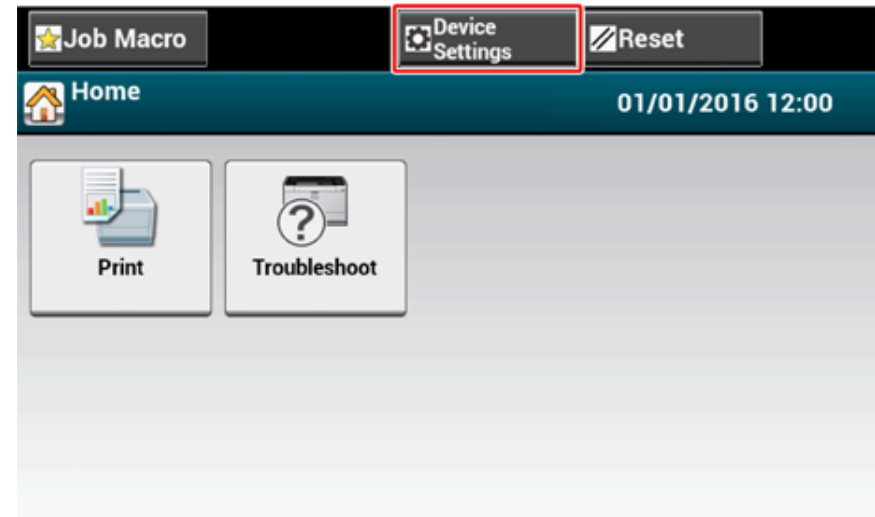 Job Macro
Device
Settings
Reset
Home
01/01/2016 12:00
Print
Troubleshoot